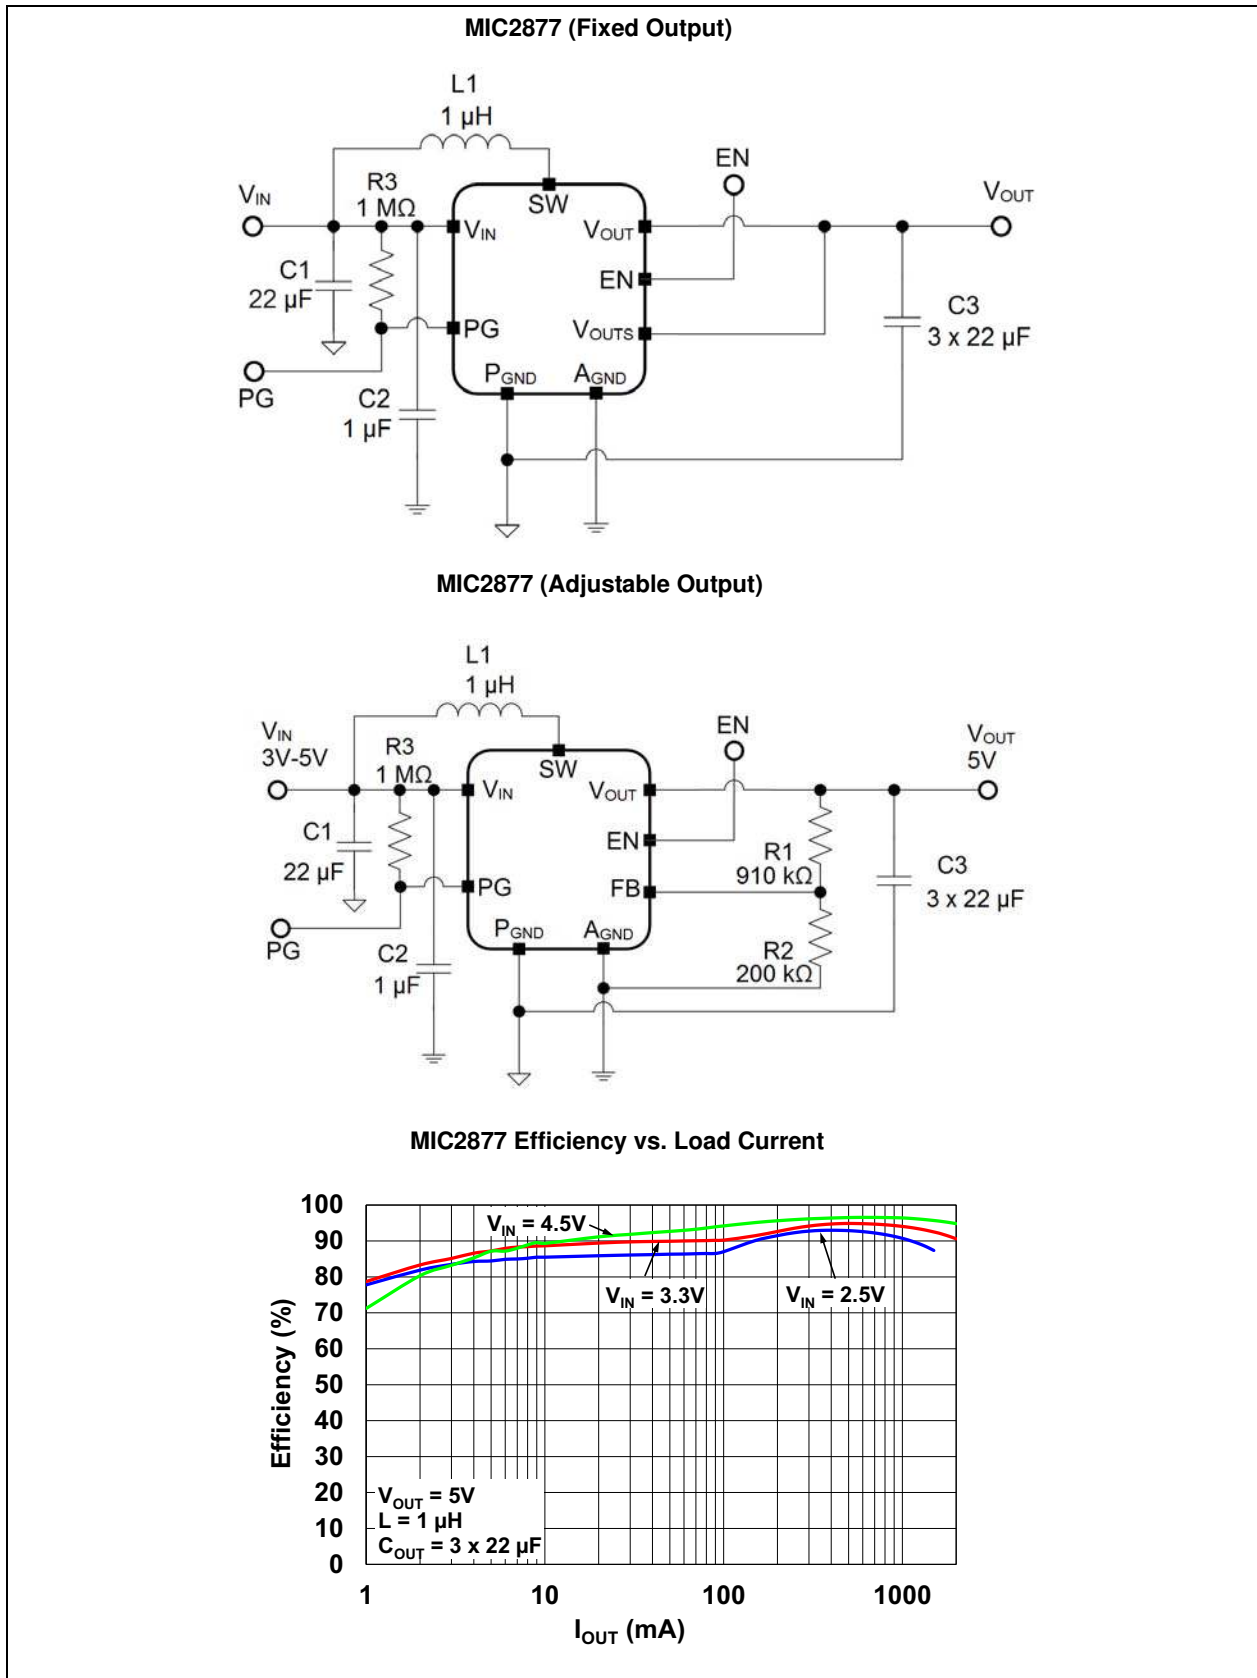 MIC2877 (Fixed Output)
L1
1 µH
EN
VIN
R3
1 MΩ
SW
VOUT
VIN
VOUT
C1
22 µF
EN
C3
3 x 22 µF
PG
VOUTS
PG
PGND
AGND
C2
1 µF
MIC2877 (Adjustable Output)
L1
1 µH
EN
VIN
3V-5V
R3
1 MΩ
SW
VOUT
5V
VIN
VOUT
C1
22 µF
EN
R1
910 kΩ
C3
3 x 22 µF
PG
FB
PG
PGND
AGND
C2
1 µF
R2
200 kΩ
MIC2877 Efficiency vs. Load Current
100
90
80
70
60
50
40
30
20
10
0
Efficiency (%)
VIN = 4.5V
VIN = 3.3V
VIN = 2.5V
VOUT = 5V
L = 1 µH
COUT = 3 x 22 µF
1
10
100
1000
IOUT (mA)